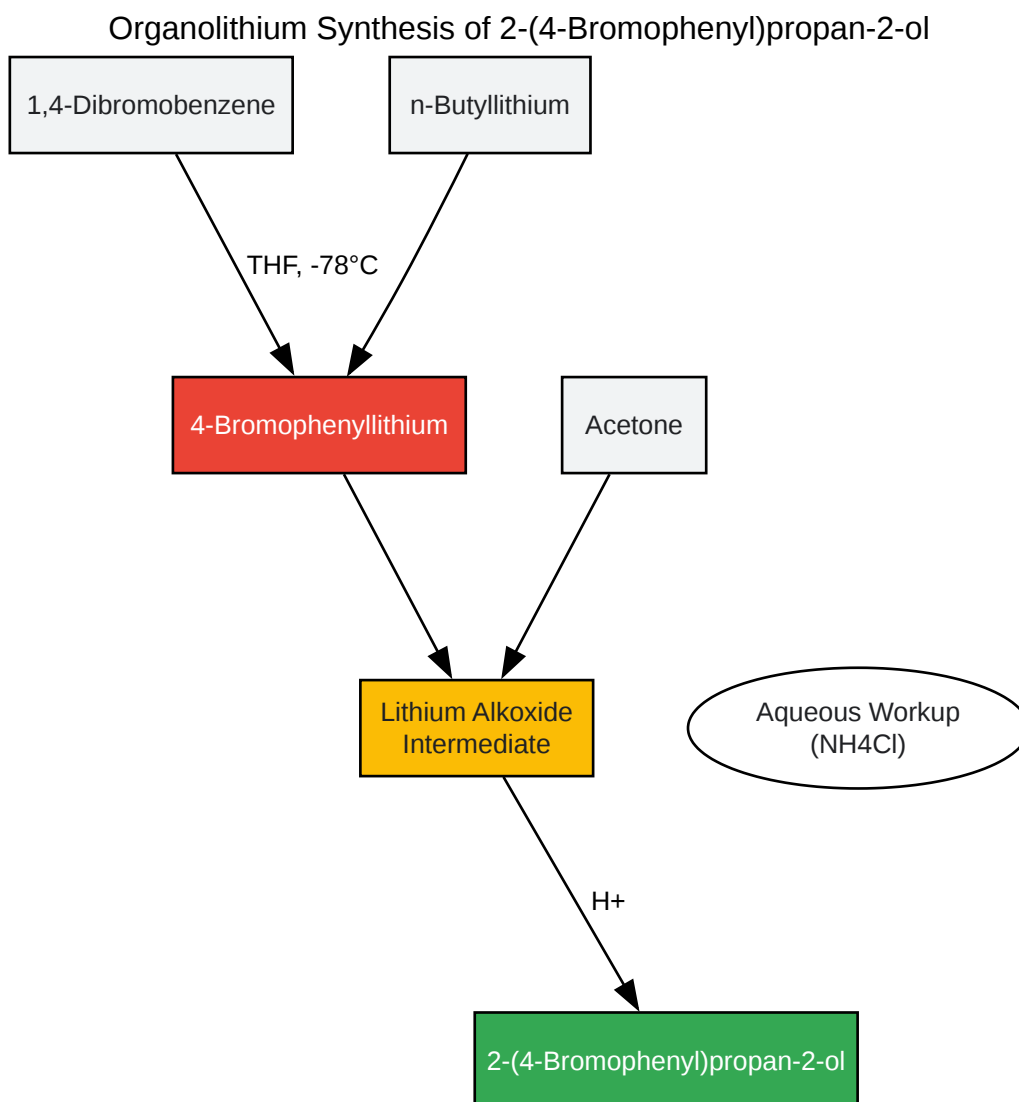 Organolithium Synthesis of 2-(4-Bromophenyl)propan-2-ol
1,4-Dibromobenzene
n-Butyllithium
THF, -78°C
4-Bromophenyllithium
Acetone
Lithium Alkoxide
Intermediate
Aqueous Workup
(NH4Cl)
H+
2-(4-Bromophenyl)propan-2-ol